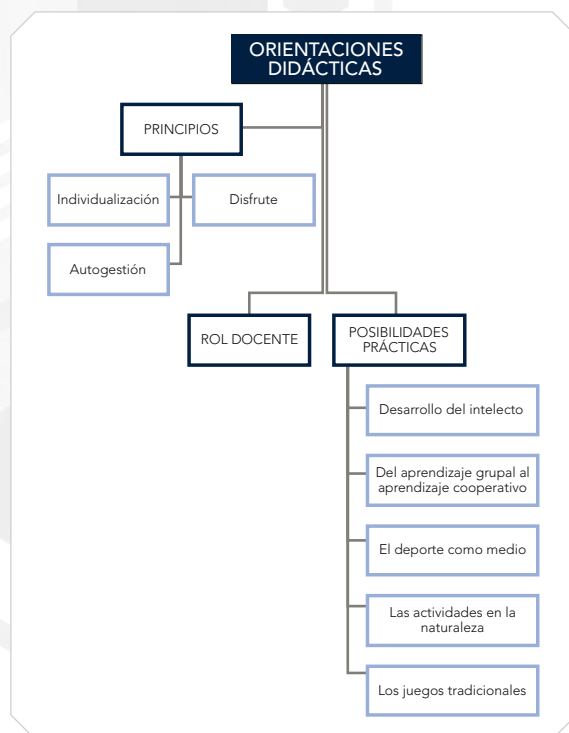 ORIENTACIONES
DIDÁCTICAS
PRINCIPIOS
Individualización
Disfrute
Autogestión
ROL DOCENTE
POSIBILIDADES
PRÁCTICAS
Desarrollo del intelecto
Del aprendizaje grupal al
aprendizaje cooperativo
El deporte como medio
Las actividades en la
naturaleza
Los juegos tradicionales